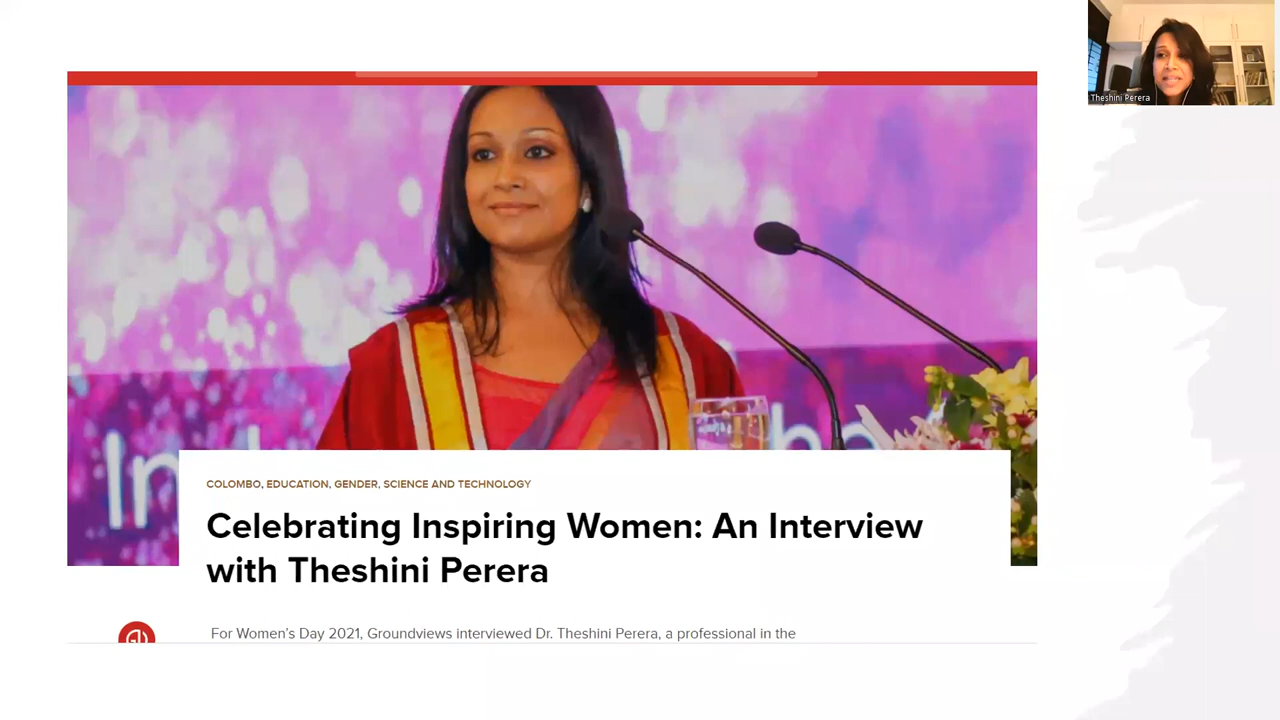 Theshini Perera
COLOMBO, EDUCATION, GENDER, SCIENCE AND TECHNOLOGY
Celebrating Inspiring Women: An Interview
with Theshini Perera
For Women's Day 2021, Groundviews interviewed Dr. Theshini Perera, a professional in the